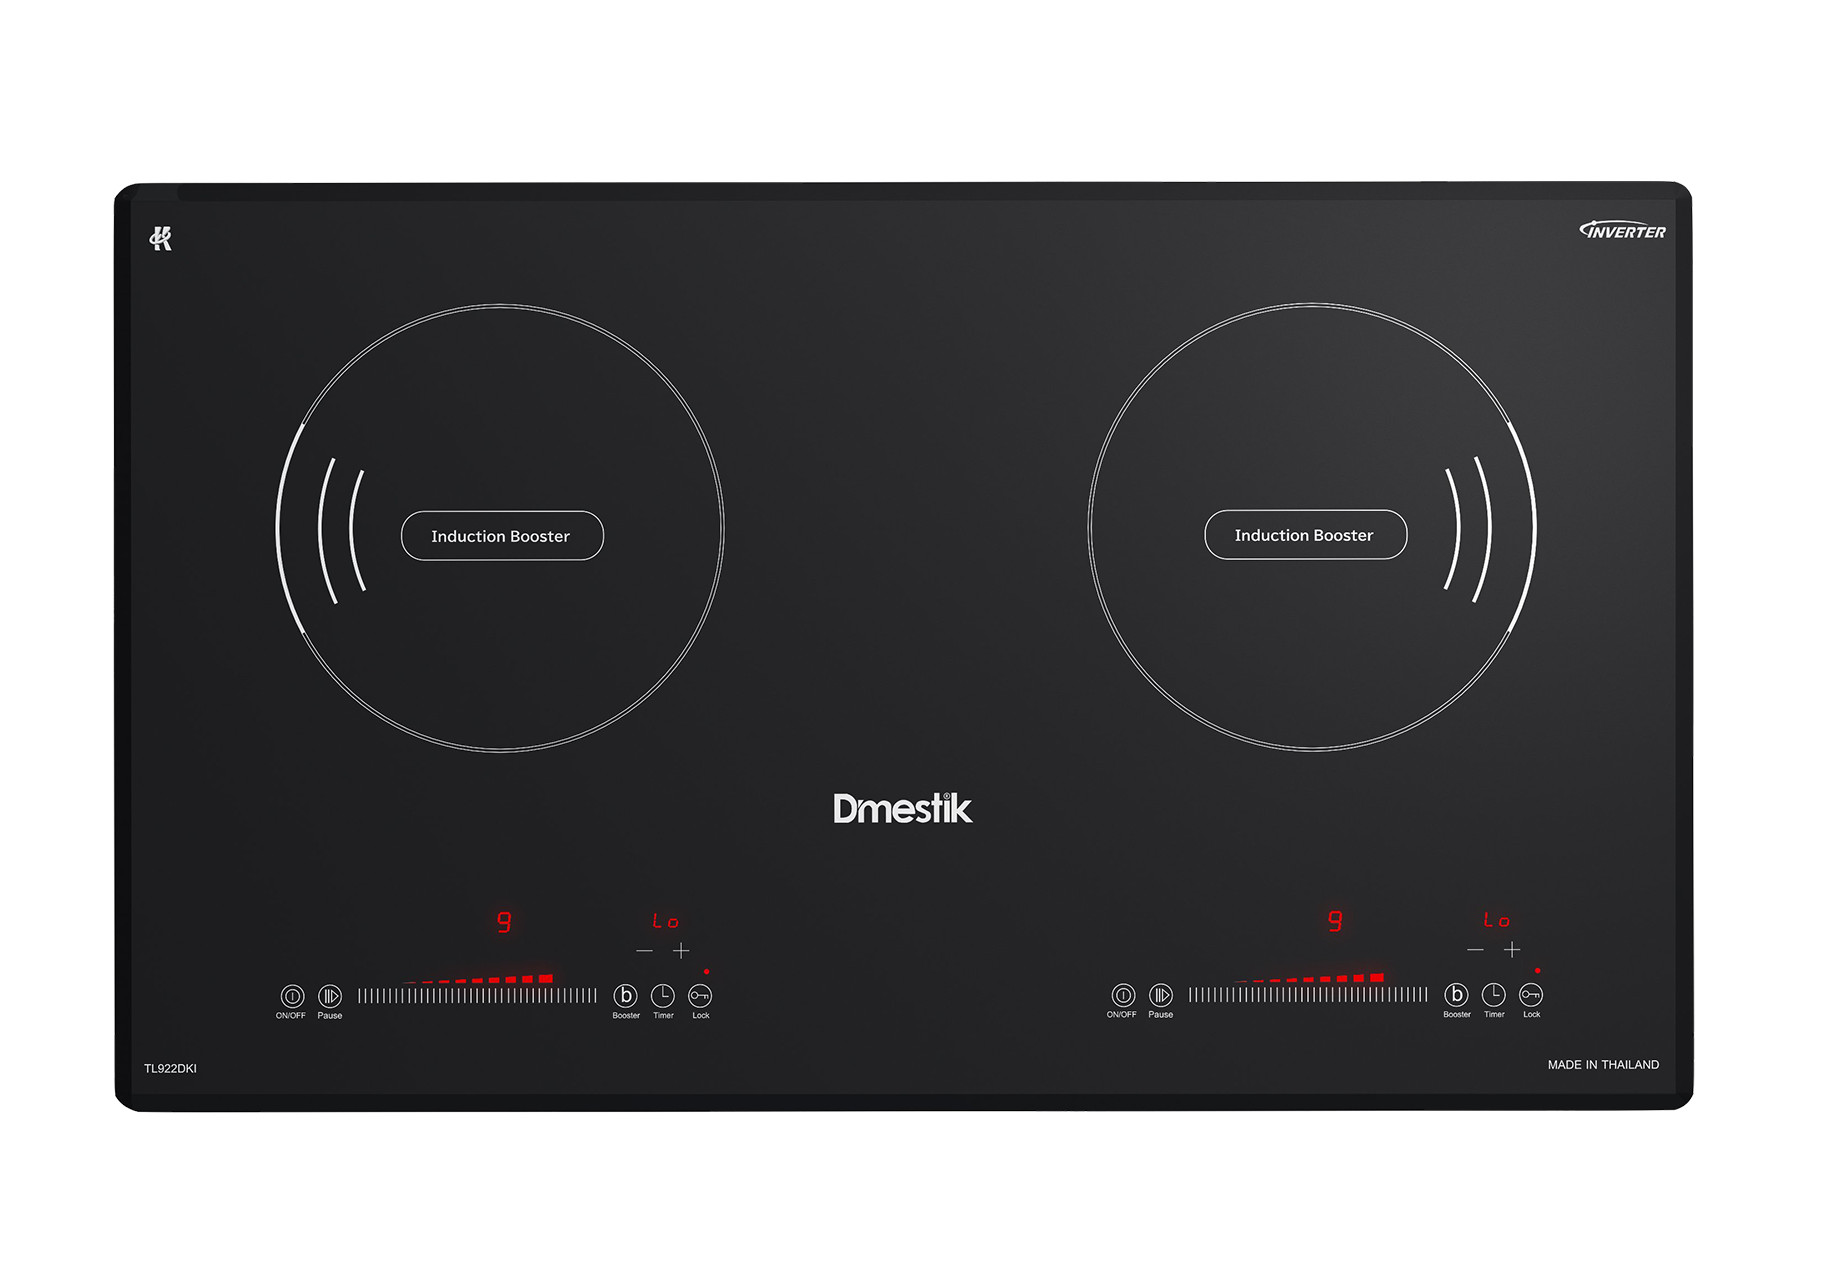 INVERTER
Induction Booster
Induction Booster
D'mestik®
9
Lo
9
Lo
− +
− +
b
b
ON/OFF Pause Booster Timer Lock
ON/OFF Pause Booster Timer Lock
TL922DKI
MADE IN THAILAND